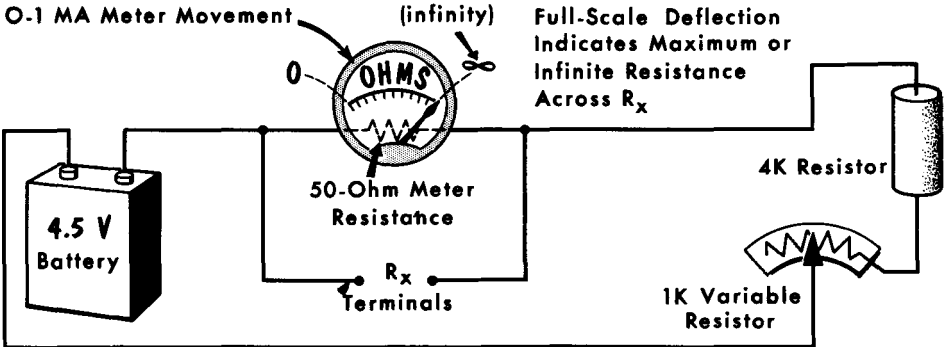 O-1 MA Meter Movement
(infinity)
∞
Full-Scale Deflection
Indicates Maximum or
Infinite Resistance
Across Rx
0
OHMS
50-Ohm Meter
Resistance
4.5 V
Battery
Rx
Terminals
4K Resistor
1K Variable
Resistor